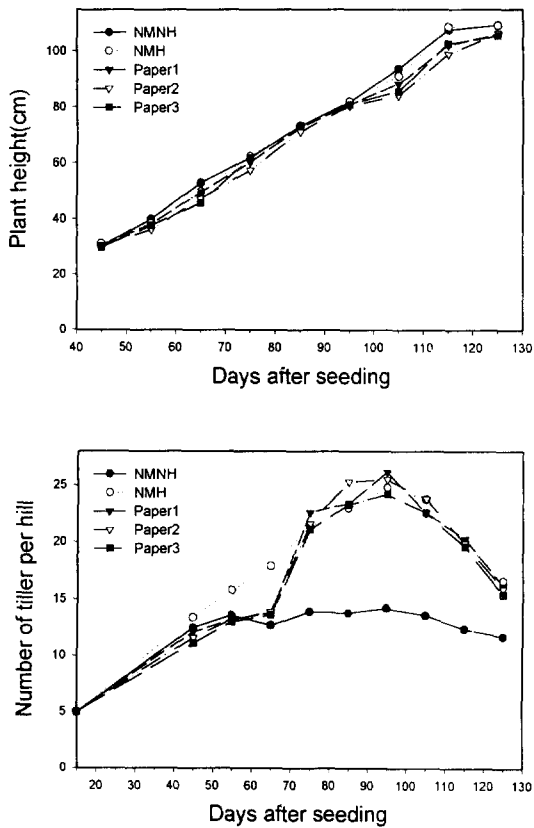 100
80
60
40
20
0
Plant height(cm)
NMNH
NMH
Paper1
Paper2
Paper3
40 50 60 70 80 90 100 110 120 130
Days after seeding
25
20
15
10
5
0
Number of tiller per hill
NMNH
NMH
Paper1
Paper2
Paper3
20 30 40 50 60 70 80 90 100 110 120 130
Days after seeding